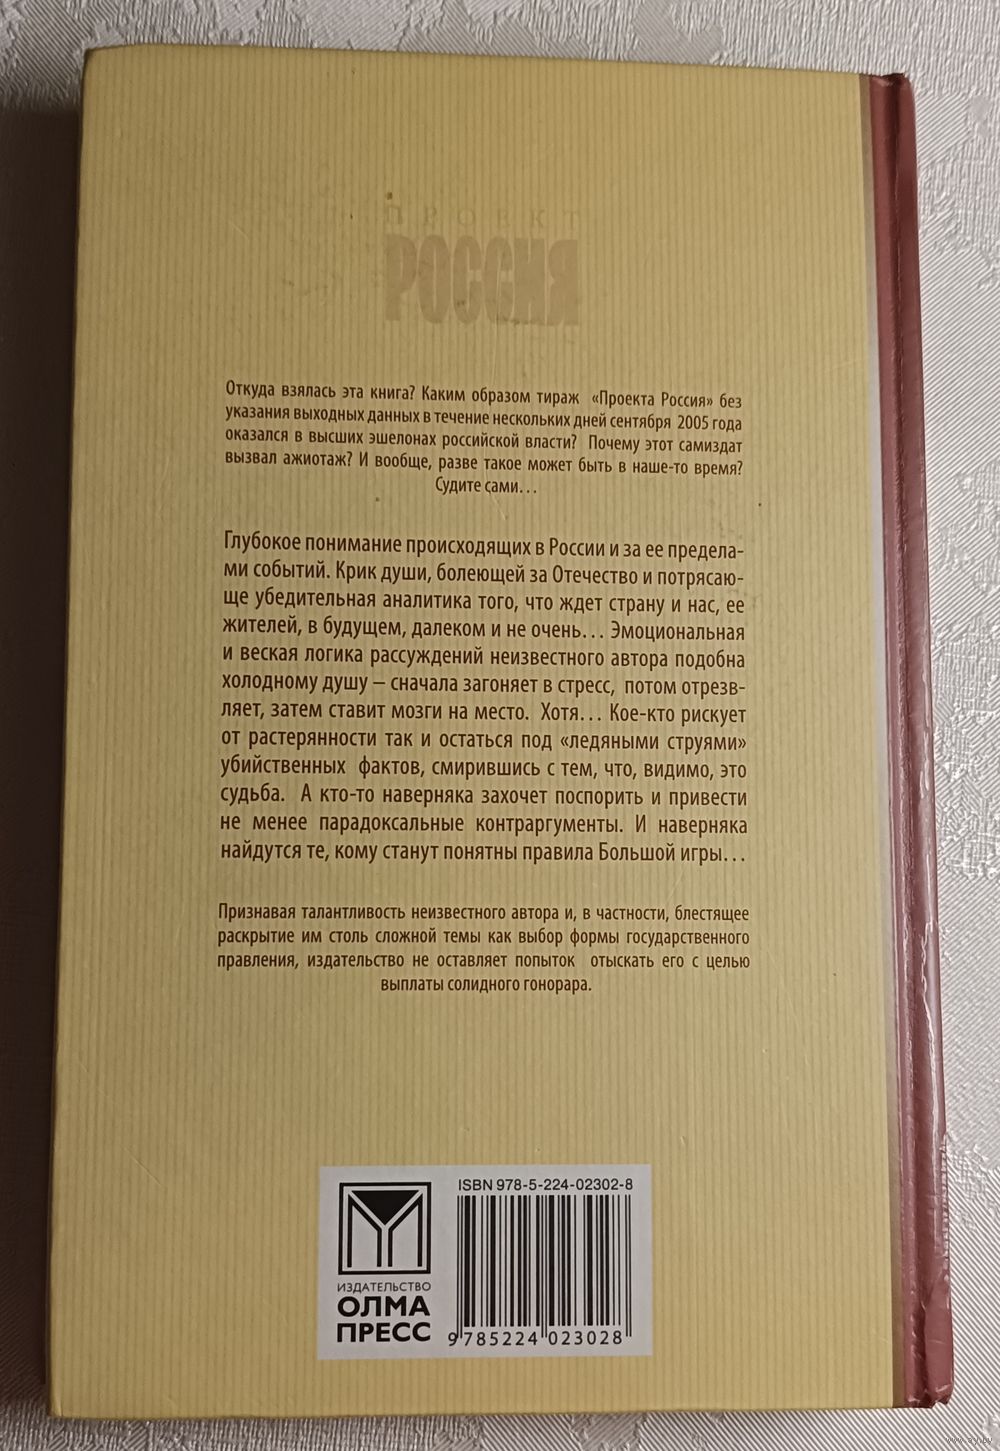 ПРОЕКТ
РОССИЯ
Откуда взялась эта книга? Каким образом тираж «Проекта Россия» без
указания выходных данных в течение нескольких дней сентября 2005 года
оказался в высших эшелонах российской власти? Почему этот самиздат
вызвал ажиотаж? И вообще, разве такое может быть в наше-то время?
Судите сами...
Глубокое понимание происходящих в России и за ее предела-
ми событий. Крик души, болеющей за Отечество и потрясаю-
ще убедительная аналитика того, что ждет страну и нас, ее
жителей, в будущем, далеком и не очень... Эмоциональная
и веская логика рассуждений неизвестного автора подобна
холодному душу – сначала загоняет в стресс, потом отрезв-
ляет, затем ставит мозги на место. Хотя... Кое-кто рискует
от растерянности так и остаться под «ледяными струями»
убийственных фактов, смирившись с тем, что, видимо, это
судьба. А кто-то наверняка захочет поспорить и привести
не менее парадоксальные контраргументы. И наверняка
найдутся те, кому станут понятны правила Большой игры...
Признавая талантливость неизвестного автора и, в частности, блестящее
раскрытие им столь сложной темы как выбор формы государственного
правления, издательство не оставляет попыток отыскать его с целью
выплаты солидного гонорара.
ISBN 978-5-224-02302-8
ИЗДАТЕЛЬСТВО
ОЛМА
ПРЕСС
9 785224 023028
www.ay.by